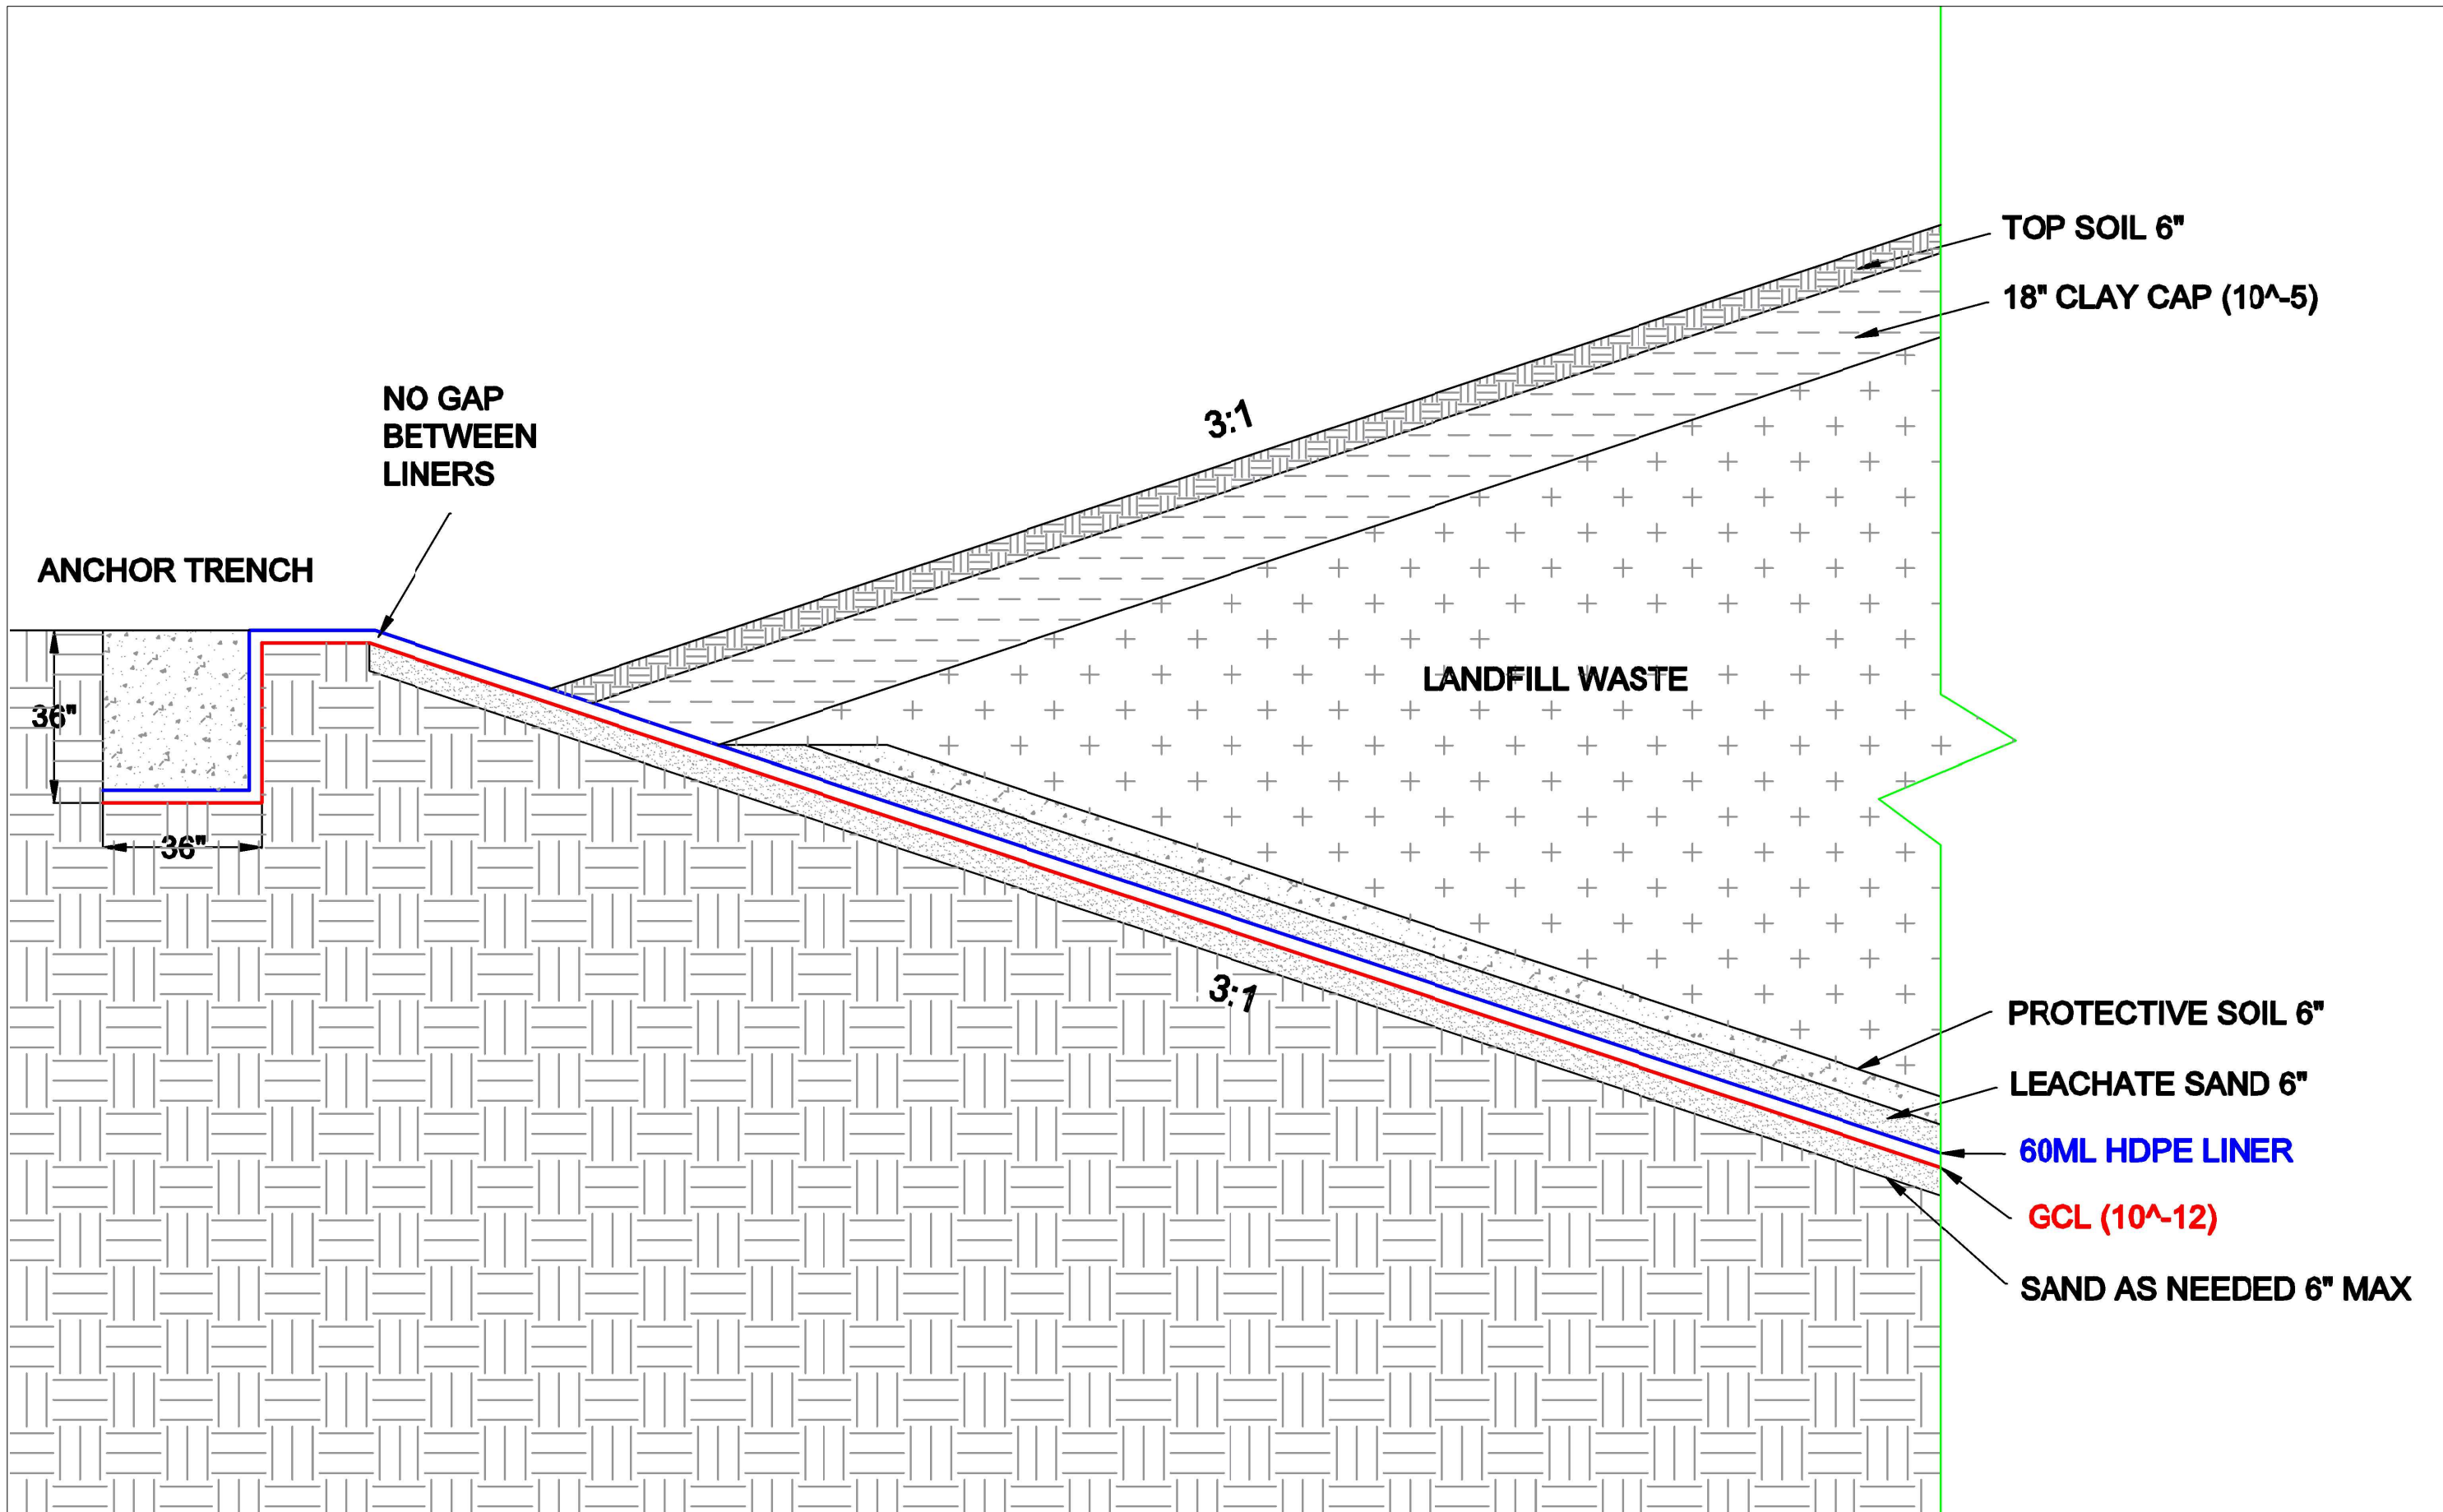 TOP SOIL 6"
18" CLAY CAP (10^-5)
NO GAP
BETWEEN
LINERS
3:1
ANCHOR TRENCH
LANDFILL WASTE
36"
36"
3:1
PROTECTIVE SOIL 6"
LEACHATE SAND 6"
60ML HDPE LINER
GCL (10^-12)
SAND AS NEEDED 6" MAX